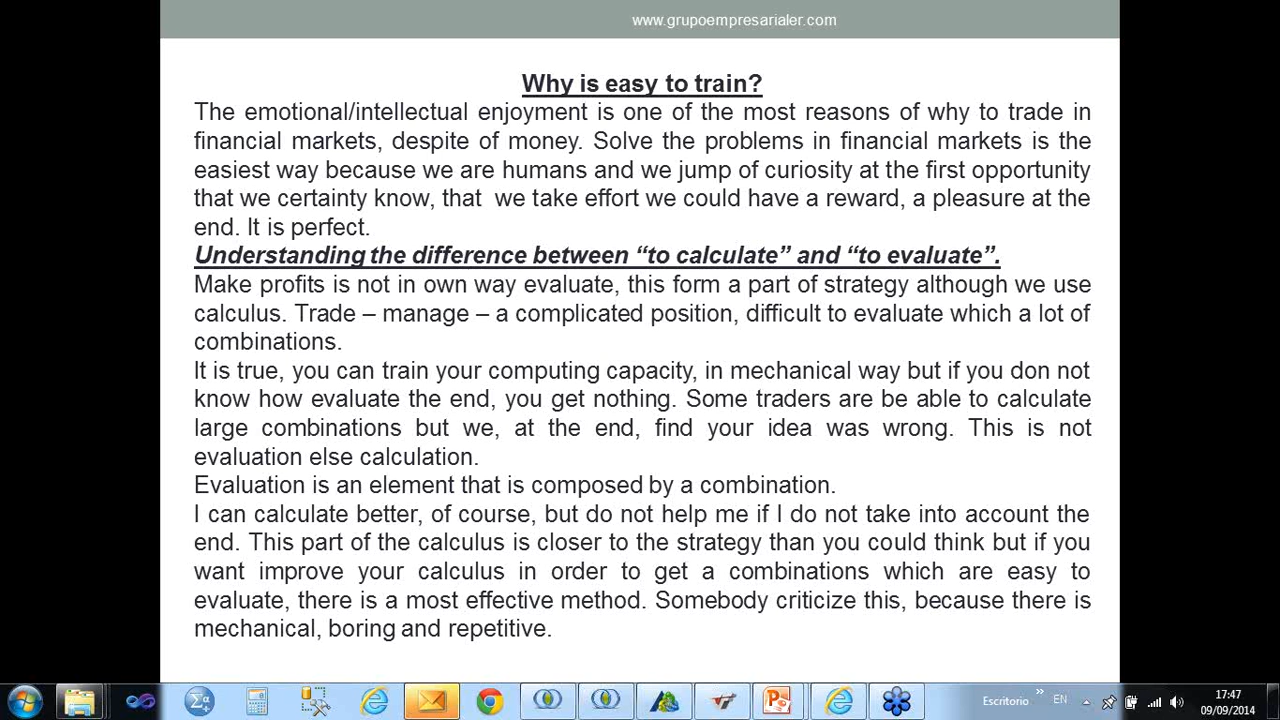 www.grupoempresarialer.com
Why is easy to train?
The emotional/intellectual enjoyment is one of the most reasons of why to trade in
financial markets, despite of money. Solve the problems in financial markets is the
easiest way because we are humans and we jump of curiosity at the first opportunity
that we certainty know, that  we take effort we could have a reward, a pleasure at the
end. It is perfect.
Understanding the difference between “to calculate” and “to evaluate”.
Make profits is not in own way evaluate, this form a part of strategy although we use
calculus. Trade – manage – a complicated position, difficult to evaluate which a lot of
combinations.
It is true, you can train your computing capacity, in mechanical way but if you don not
know how evaluate the end, you get nothing. Some traders are be able to calculate
large combinations but we, at the end, find your idea was wrong. This is not
evaluation else calculation.
Evaluation is an element that is composed by a combination.
I can calculate better, of course, but do not help me if I do not take into account the
end. This part of the calculus is closer to the strategy than you could think but if you
want improve your calculus in order to get a combinations which are easy to
evaluate, there is a most effective method. Somebody criticize this, because there is
mechanical, boring and repetitive.
Escritorio » EN 17:47
09/09/2014